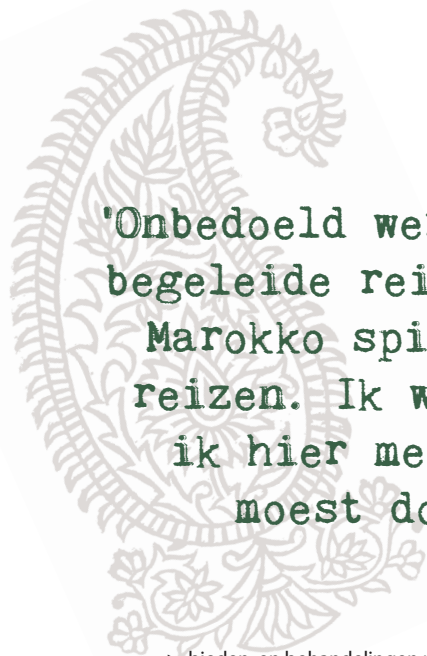 'Onbedoeld we
begeleide rei
Marokko spi
reizen. Ik w
ik hier me
moest do